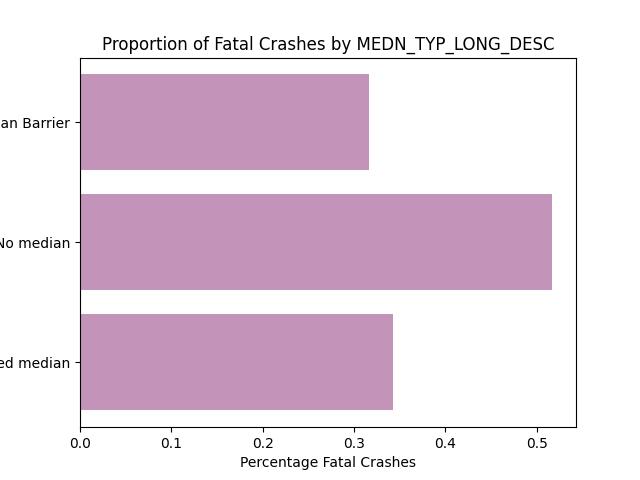 Proportion of Fatal Crashes by MEDN_TYP_LONG_DESC
an Barrier
No median
ed median
0.0 0.1 0.2 0.3 0.4 0.5
Percentage Fatal Crashes